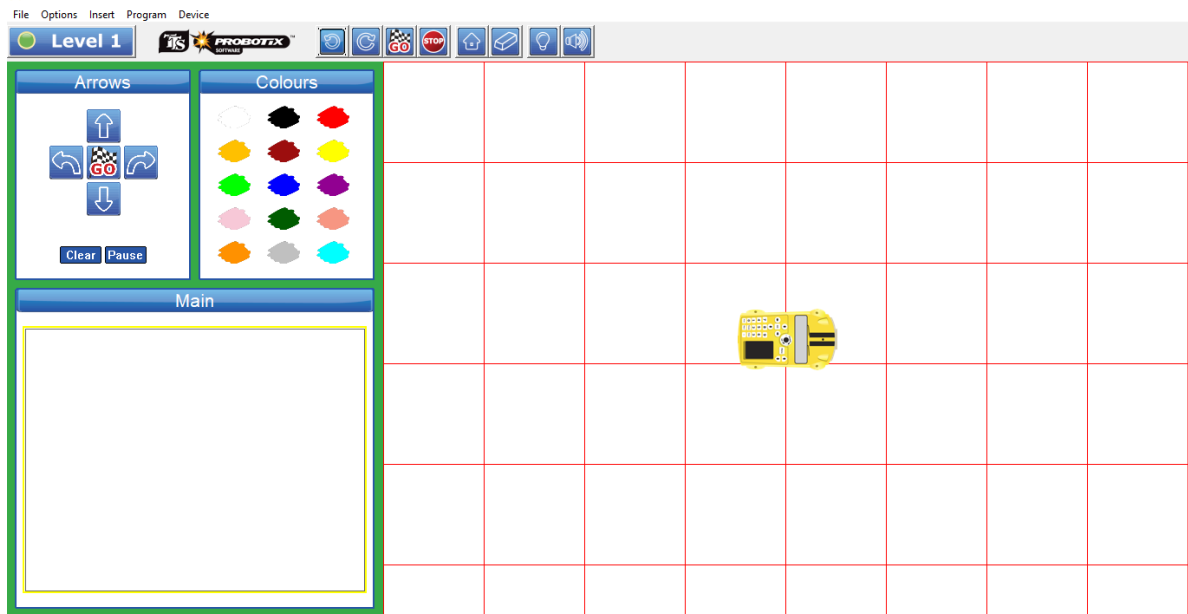 File Options Insert Program Device
Level 1 TTS PROBOTIX SOFTWARE GO STOP
Arrows Colours
GO
Clear Pause
Main